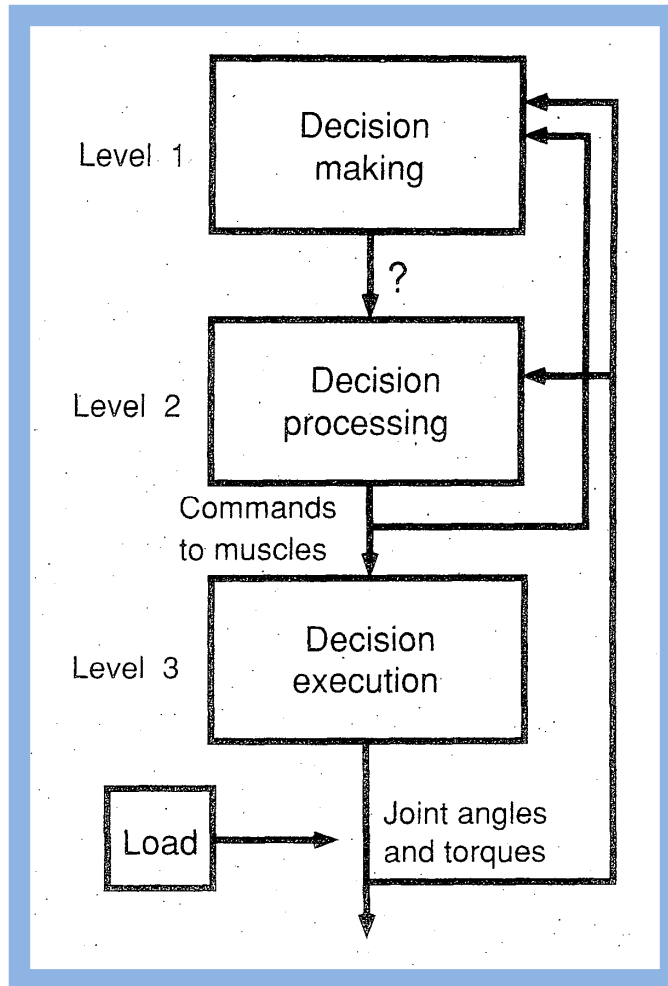 Decision
making
Level 1
?
Decision
processing
Level 2
Commands
to muscles
Decision
execution
Level 3
Load
Joint angles
and torques